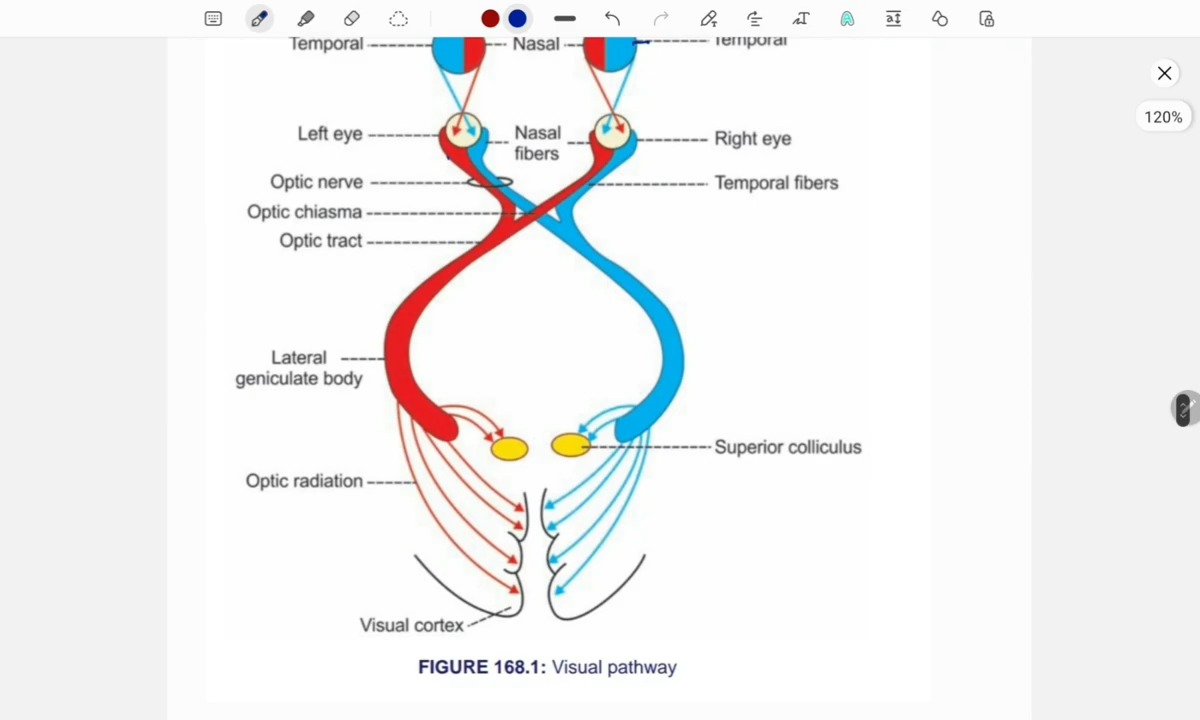 120%
Temporal
Nasal
Temporal
Left eye
Nasal
fibers
Right eye
Optic nerve
Temporal fibers
Optic chiasma
Optic tract
Lateral
geniculate body
Superior colliculus
Optic radiation
Visual cortex
FIGURE 168.1: Visual pathway